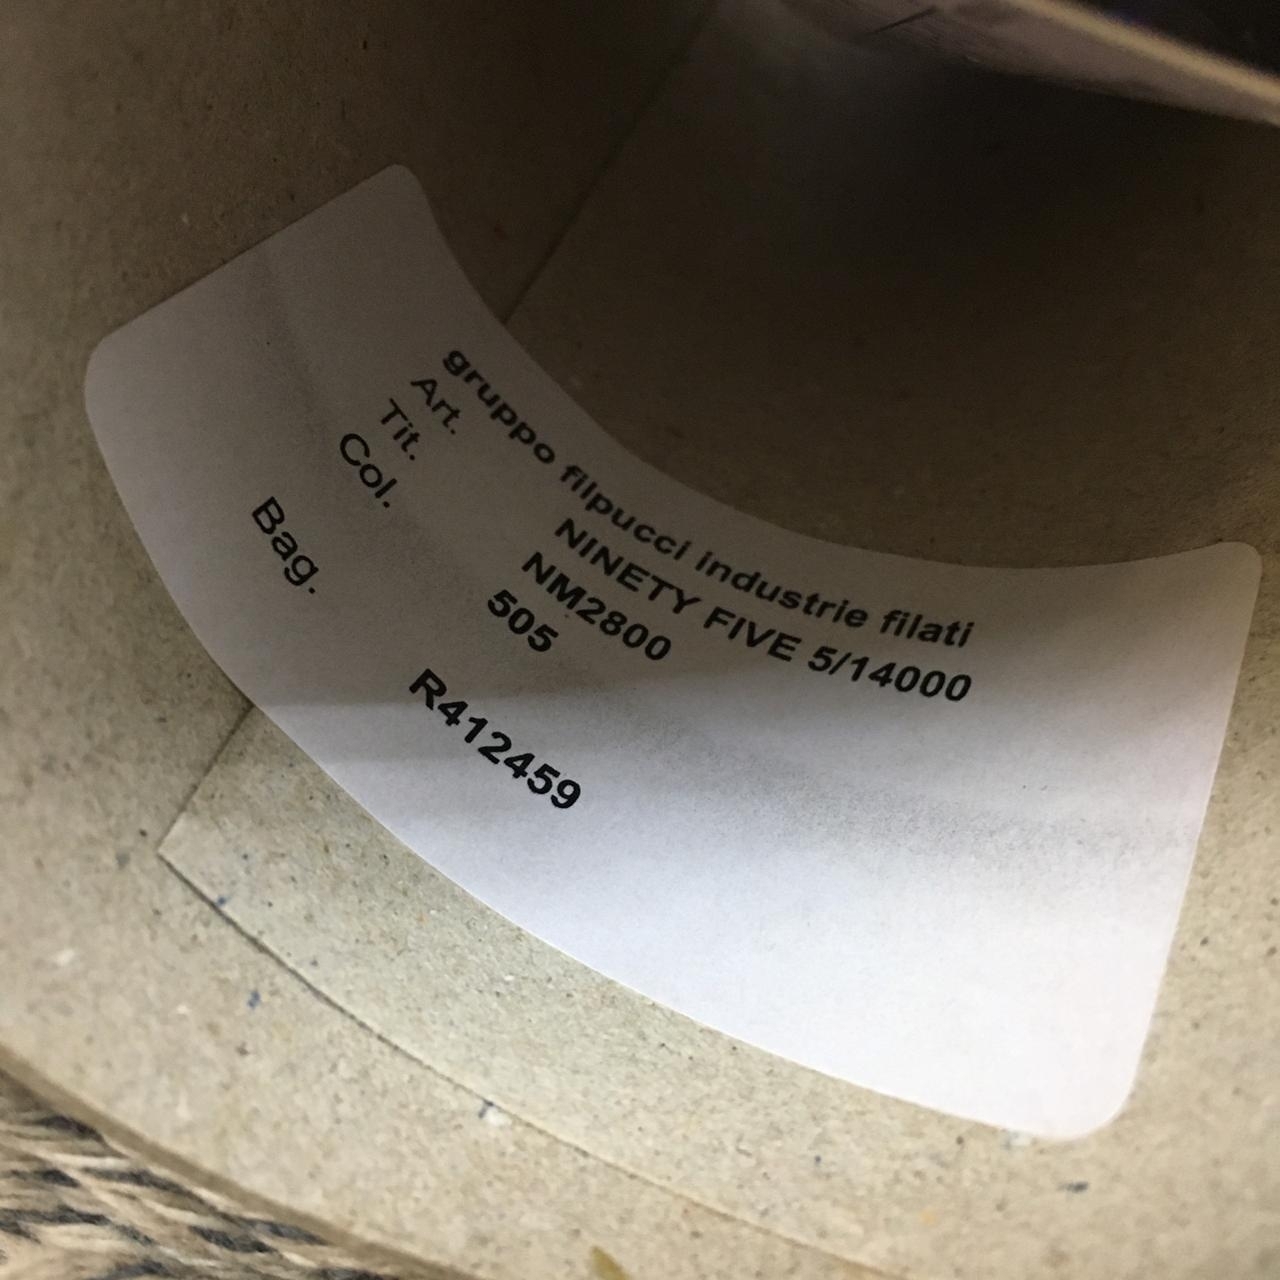 gruppo filpucci industrie filati
Art. NINETY FIVE 5/14000
Tit. NM2800
Col. 505
Bag. R412459